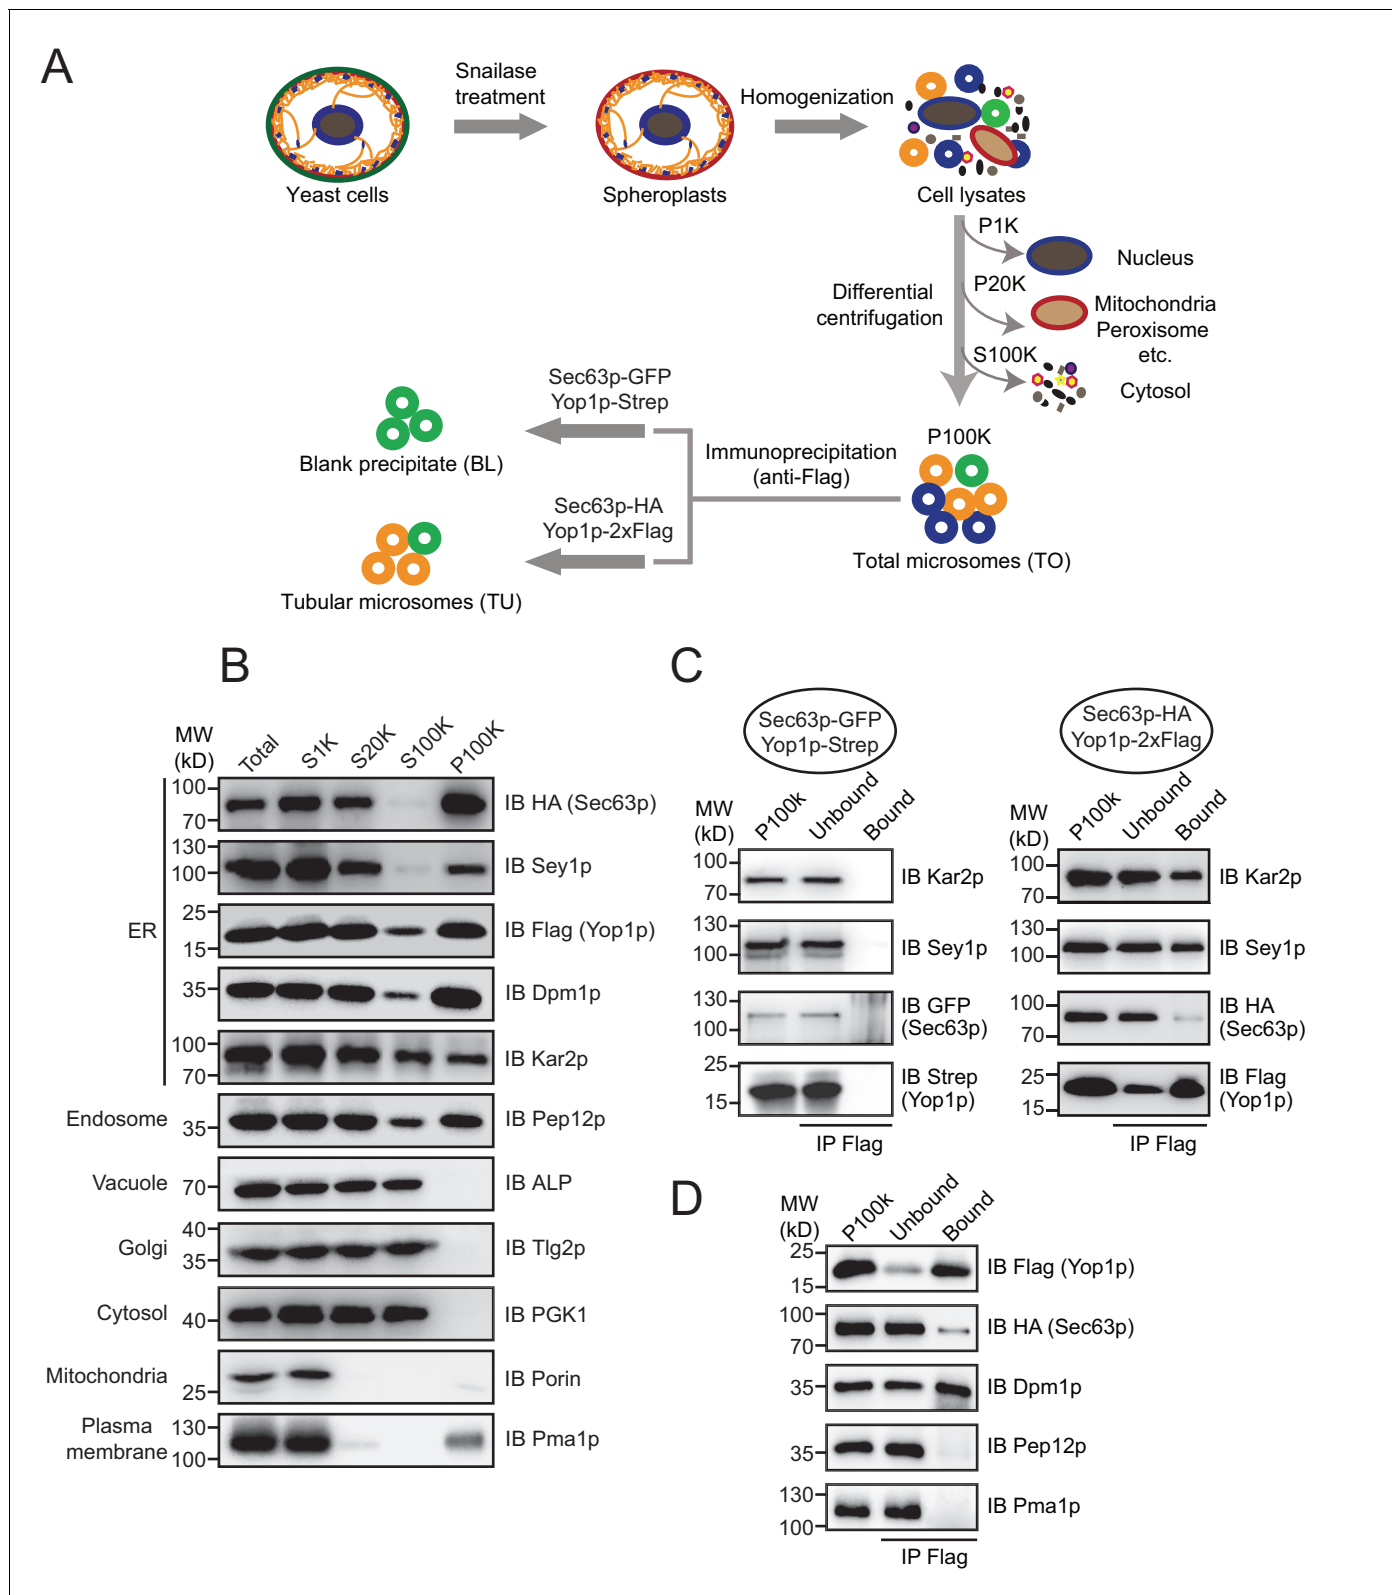 A
Snailase
treatment
Homogenization
Yeast cells
Spheroplasts
Cell lysates
P1K
Nucleus
P20K
Differential
centrifugation
Mitochondria
Peroxisome
etc.
S100K
Cytosol
Sec63p-GFP
Yop1p-Strep
P100K
Blank precipitate (BL)
Immunoprecipitation
(anti-Flag)
Sec63p-HA
Yop1p-2xFlag
Total microsomes (TO)
Tubular microsomes (TU)
B
MW
(kD)
Total
S1K
S20K
S100K
P100K
ER
100
70
IB HA (Sec63p)
130
100
IB Sey1p
25
15
IB Flag (Yop1p)
35
IB Dpm1p
100
70
IB Kar2p
Endosome
35
IB Pep12p
Vacuole
70
IB ALP
Golgi
40
35
IB Tlg2p
Cytosol
40
IB PGK1
Mitochondria
25
IB Porin
Plasma
membrane
130
100
IB Pma1p
C
Sec63p-GFP
Yop1p-Strep
MW
(kD)
P100k
Unbound
Bound
100
70
IB Kar2p
130
100
IB Sey1p
130
100
IB GFP
(Sec63p)
25
15
IB Strep
(Yop1p)
IP Flag
Sec63p-HA
Yop1p-2xFlag
MW
(kD)
P100k
Unbound
Bound
100
70
IB Kar2p
130
100
IB Sey1p
100
70
IB HA
(Sec63p)
25
15
IB Flag
(Yop1p)
IP Flag
D
MW
(kD)
P100k
Unbound
Bound
25
15
IB Flag (Yop1p)
100
70
IB HA (Sec63p)
35
IB Dpm1p
35
IB Pep12p
130
100
IB Pma1p
IP Flag